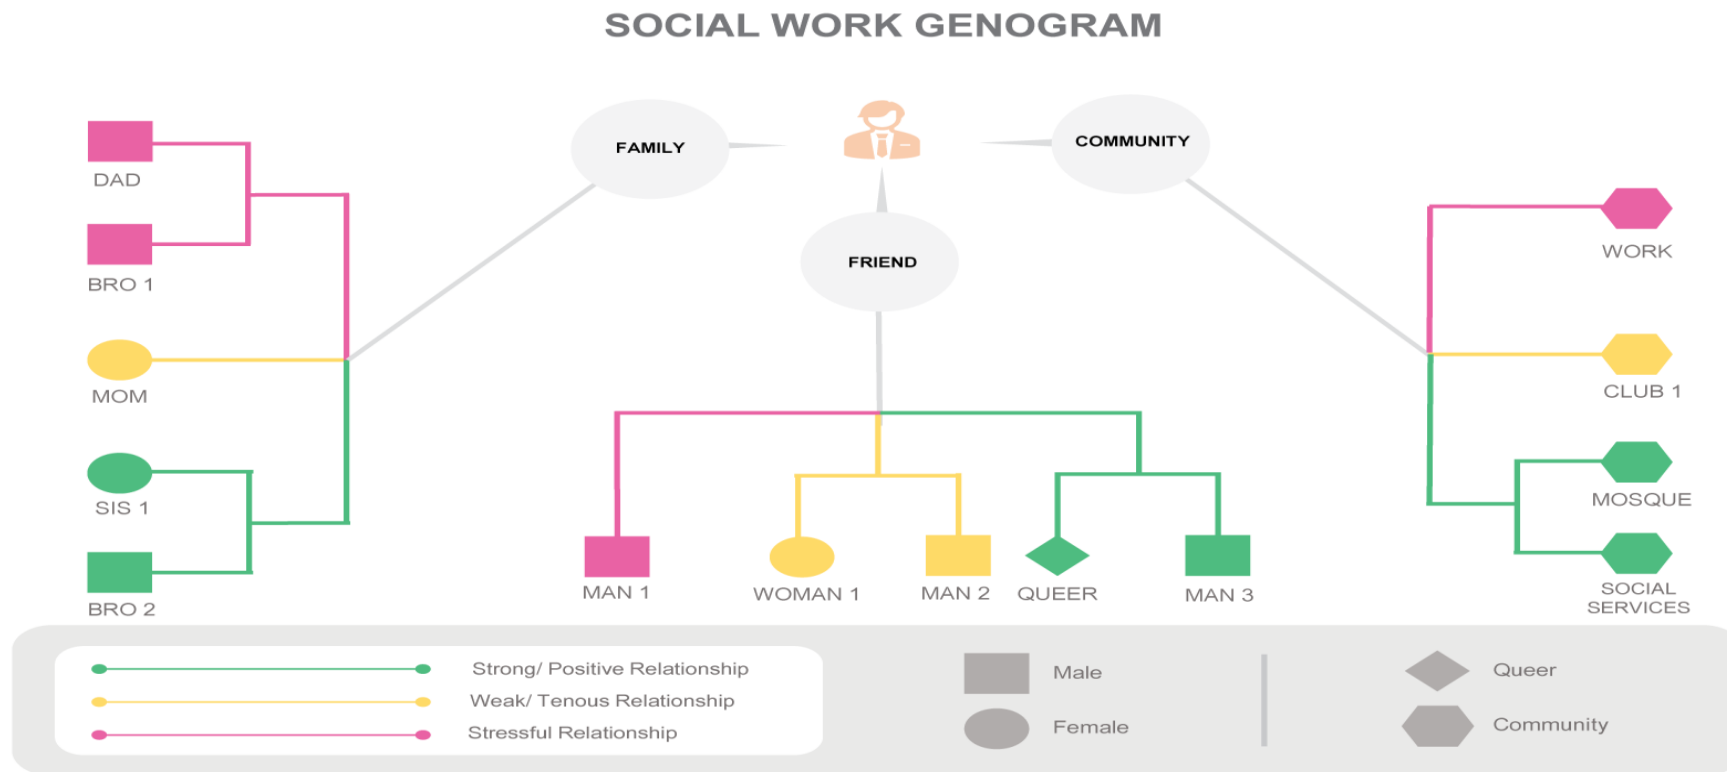 SOCIAL WORK GENOGRAM
FAMILY
COMMUNITY
FRIEND
DAD
BRO 1
MOM
SIS 1
BRO 2
MAN 1
WOMAN 1
MAN 2
QUEER
MAN 3
WORK
CLUB 1
MOSQUE
SOCIAL
SERVICES
Strong/ Positive Relationship
Weak/ Tenous Relationship
Stressful Relationship
Male
Female
Queer
Community